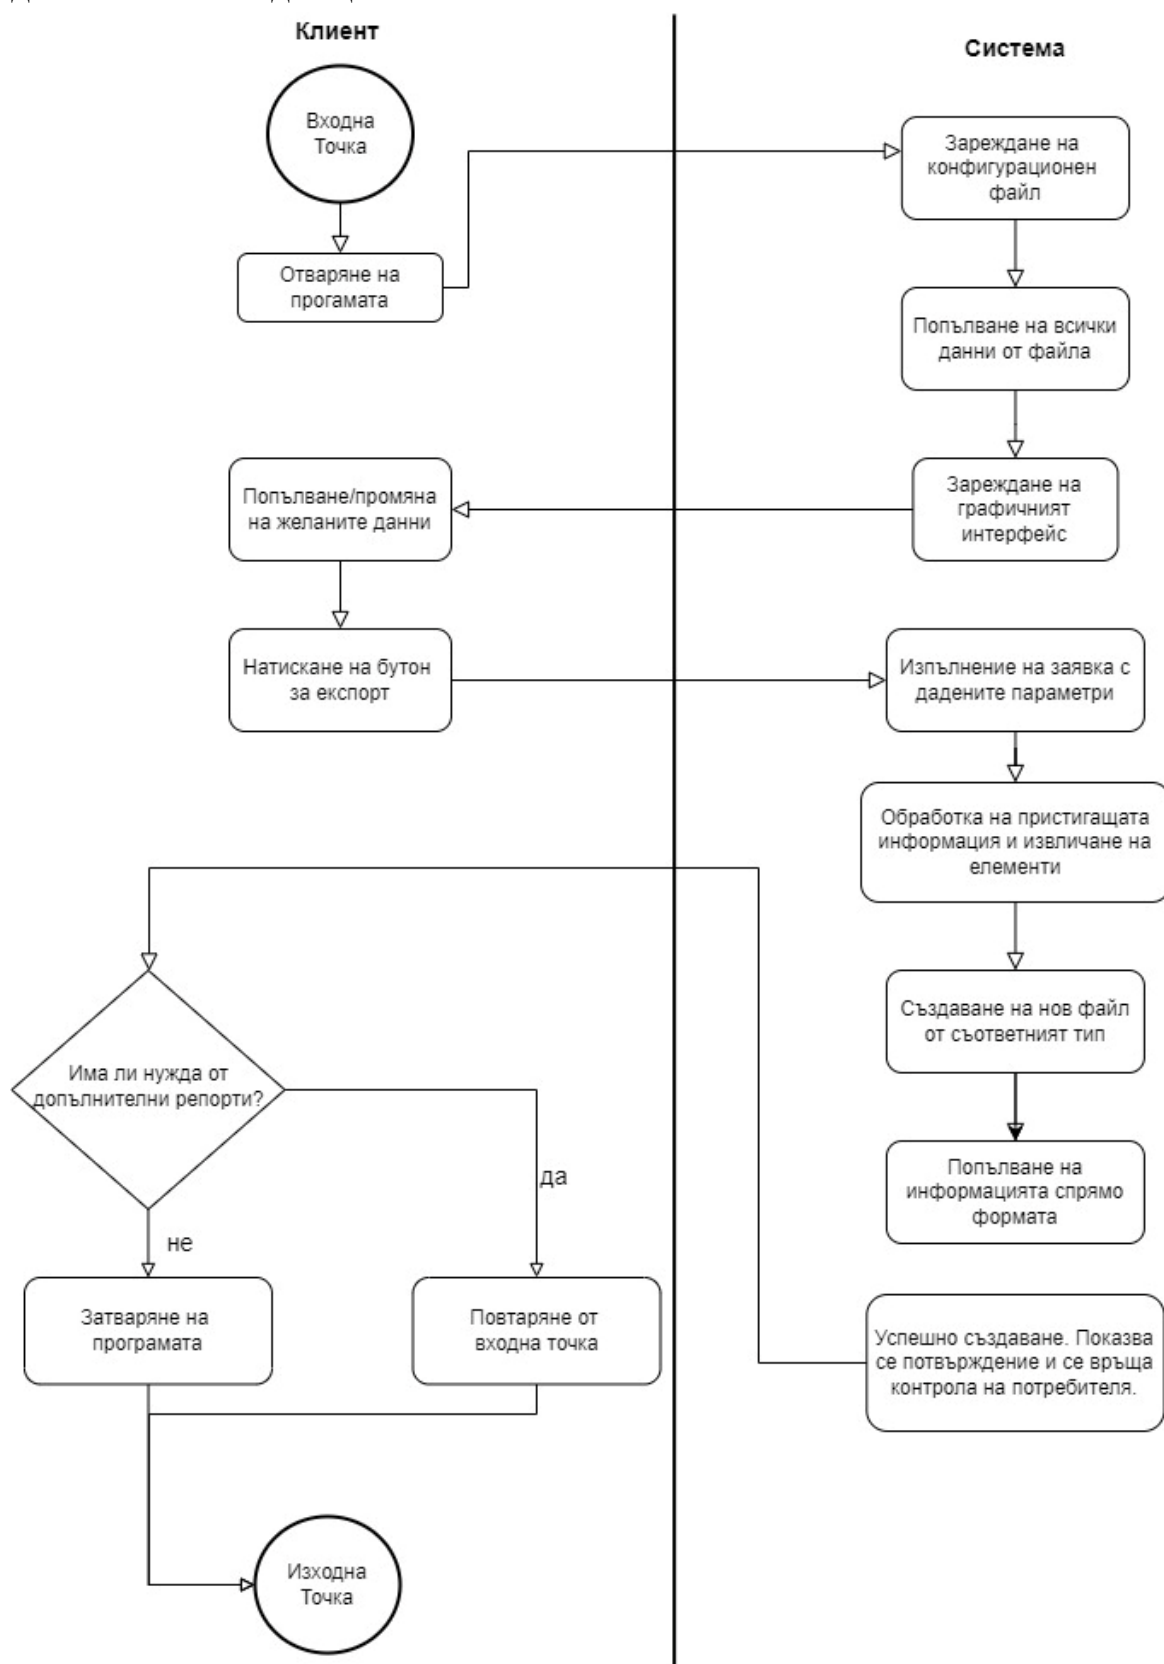 Клиент
Система
Входна
Точка
Зареждане на
конфигурационен
файл
Отваряне на
прогамата
Попълване на всички
данни от файла
Зареждане на
графичният
интерфейс
Попълване/промяна
на желаните данни
Натискане на бутон
за експорт
Изпълнение на заявка с
дадените параметри
Обработка на пристигащата
информация и извличане на
елементи
Създаване на нов файл
от съответният тип
Има ли нужда от
допълнителни репорти?
да
не
Попълване на
информацията спрямо
формата
Затваряне на
програмата
Повтаряне от
входна точка
Успешно създаване. Показва
се потвърждение и се връща
контрола на потребителя.
Изходна
Точка